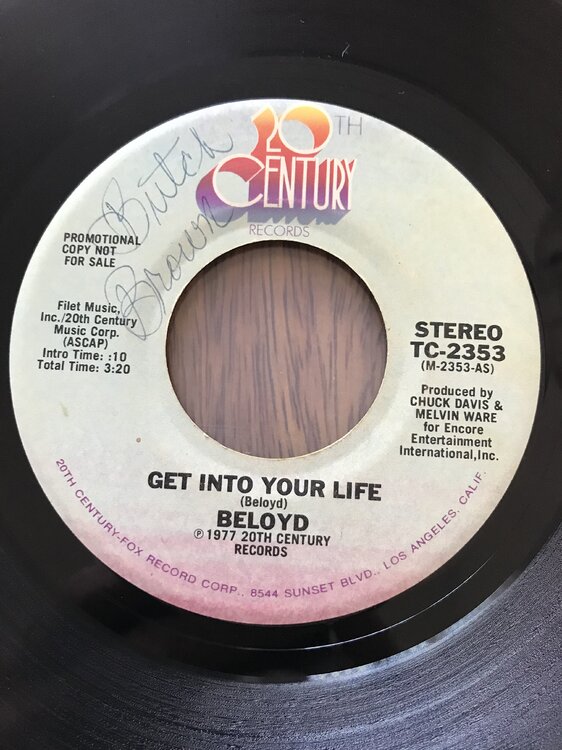 20TH
CENTURY
RECORDS
Butch
Brown
PROMOTIONAL
COPY NOT
FOR SALE
Filet Music,
Inc./20th Century
Music Corp.
(ASCAP)
Intro Time: :10
Total Time: 3:20
STEREO
TC-2353
(M-2353-AS)
Produced by
CHUCK DAVIS &
MELVIN WARE
for Encore
Entertainment
International,Inc.
GET INTO YOUR LIFE
(Beloyd)
BELOYD
℗ 1977 20TH CENTURY
RECORDS
20TH CENTURY-FOX RECORD CORP., 8544 SUNSET BLVD., LOS ANGELES, CALIF.